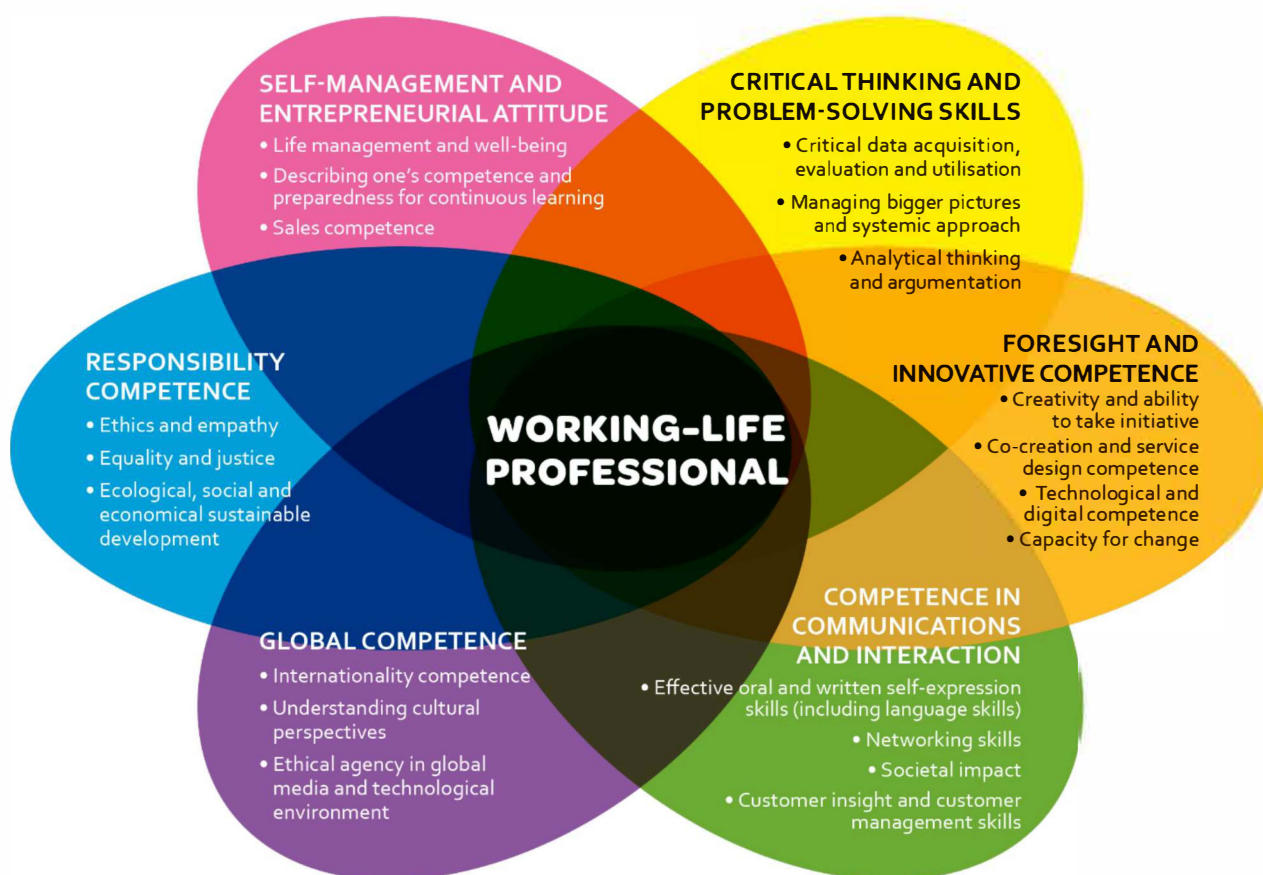 SELF-MANAGEMENT AND
ENTREPRENEURIAL ATTITUDE
• Life management and well-being
• Describing one's competence and
preparedness for continuous learning
• Sales competence
CRITICAL THINKING AND
PROBLEM-SOLVING SKILLS
• Critical data acquisition,
evaluation and utilisation
• Managing bigger pictures
and systemic approach
• Analytical thinking
and argumentation
RESPONSIBILITY
COMPETENCE
• Ethics and empathy
• Equality and justice
• Ecological, social and
economical sustainable
development
WORKING-LIFE
PROFESSIONAL
FORESIGHT AND
INNOVATIVE COMPETENCE
• Creativity and ability
to take initiative
• Co-creation and service
design competence
• Technological and
digital competence
• Capacity for change
GLOBAL COMPETENCE
• Internationality competence
• Understanding cultural
perspectives
• Ethical agency in global
media and technological
environment
COMPETENCE IN
COMMUNICATIONS
AND INTERACTION
• Effective oral and written self-expression
skills (including language skills)
• Networking skills
• Societal impact
• Customer insight and customer
management skills